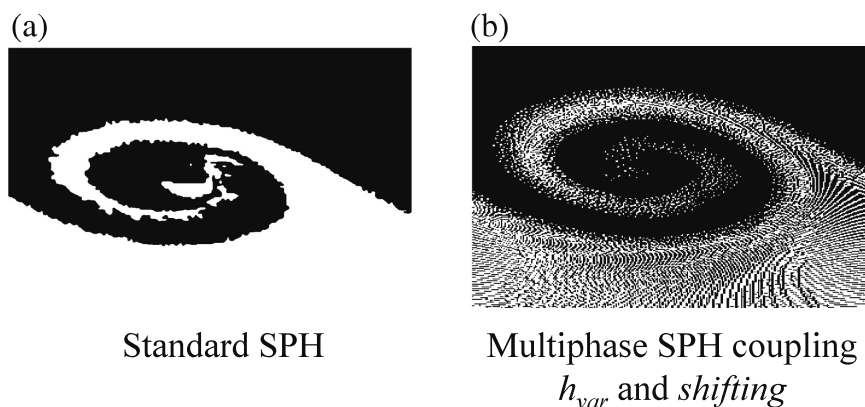 (a)
(b)
Standard SPH
Multiphase SPH coupling
h_var and shifting